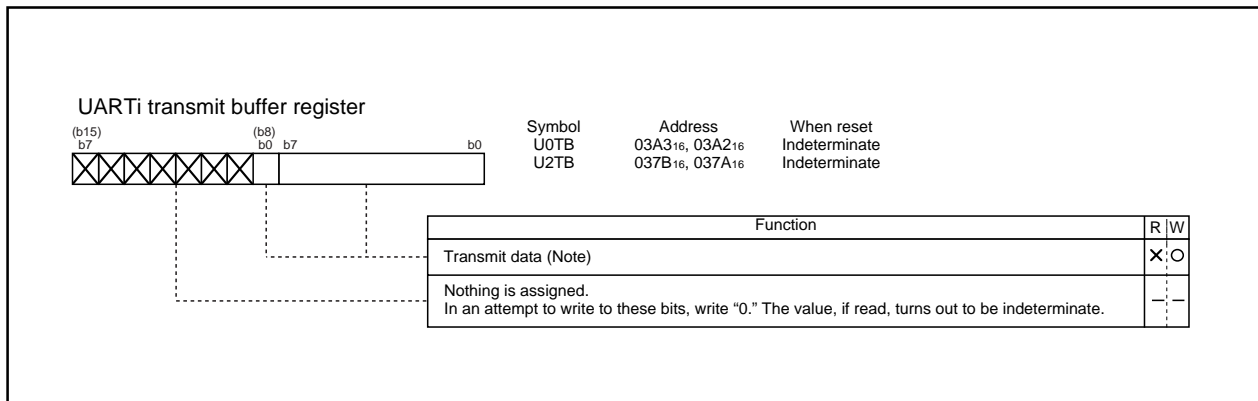 UARTi transmit buffer register
(b15) (b8)
b7 b0 b7 b0
Symbol Address When reset
U0TB 03A3₁₆, 03A2₁₆ Indeterminate
U2TB 037B₁₆, 037A₁₆ Indeterminate
Function R W
Transmit data (Note) X O
Nothing is assigned.
In an attempt to write to these bits, write “0.” The value, if read, turns out to be indeterminate. – –